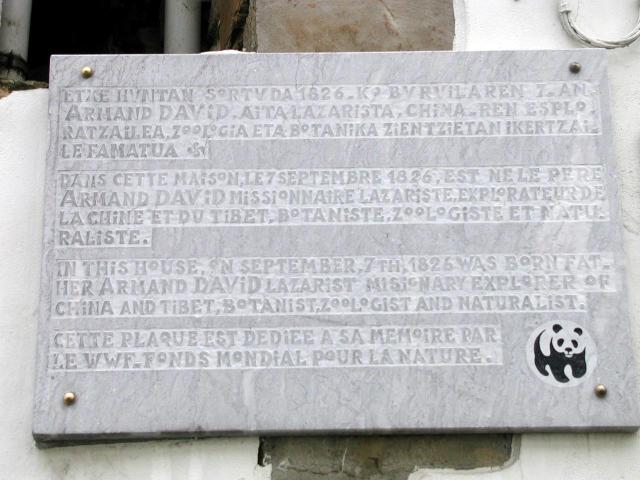 ETXE HUNTAN SORTU DA 1826. KO BURUILAREN 7. AN
ARMAND DAVID. AITA LAZARISTA, CHINA-REN ESPLO
RATZAILEA, ZOOLOGIA ETA BOTANIKA ZIENTZIETAN IKERTZAI-
LE FAMATUA
DANS CETTE MAISON, LE 7 SEPTEMBRE 1826, EST NE LE PERE
ARMAND DAVID MISSIONNAIRE LAZARISTE, EXPLORATEUR DE
LA CHINE ET DU TIBET, BOTANISTE, ZOOLOGISTE ET NATU-
RALISTE.
IN THIS HOUSE, ON SEPTEMBER, 7TH, 1826 WAS BORN FAT-
HER ARMAND DAVID LAZARIST MISIONARY EXPLORER OF
CHINA AND TIBET, BOTANIST, ZOOLOGIST AND NATURALIST.
CETTE PLAQUE EST DEDIEE A SA MEMOIRE PAR
LE WWF-FONDS MONDIAL POUR LA NATURE.